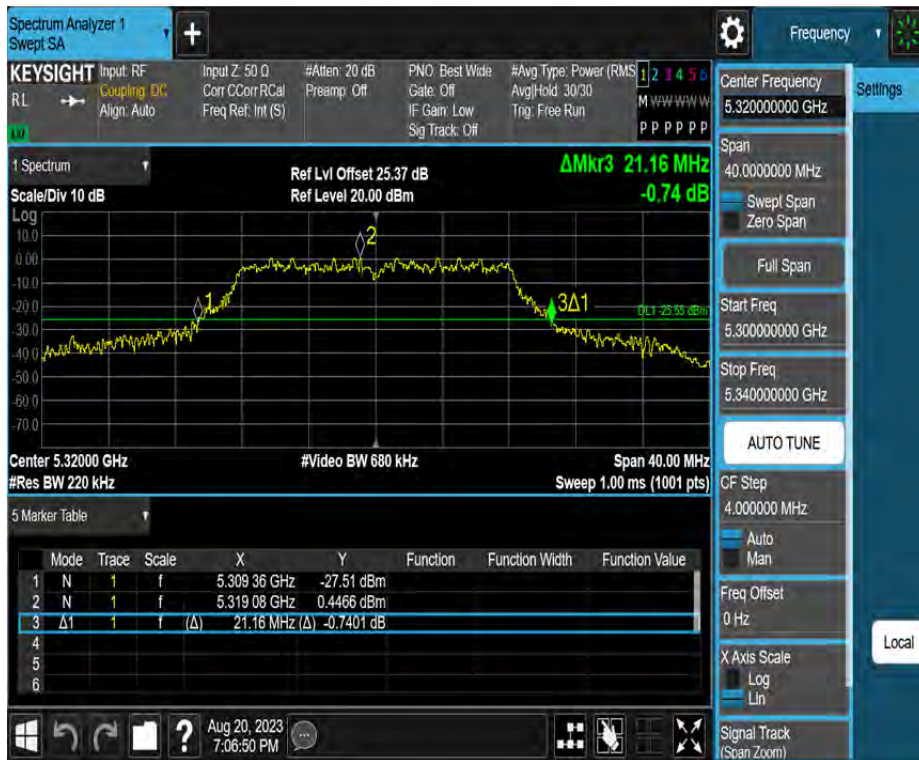 Spectrum Analyzer 1
Swept SA
+
Frequency
KEYSIGHT
RL
Input: RF
Coupling: DC
Align: Auto
Input Z: 50 Ω
Corr CCorr RCal
Freq Ref: Int (S)
#Atten: 20 dB
Preamp: Off
PNO: Best Wide
Gate: Off
IF Gain: Low
Sig Track: Off
#Avg Type: Power (RMS
Avg|Hold: 30/30
Trig: Free Run
1 2 3 4 5 6
M W W W W W
P P P P P P
1 Spectrum
Scale/Div 10 dB
Ref Lvl Offset 25.37 dB
Ref Level 20.00 dBm
ΔMkr3 21.16 MHz
-0.74 dB
Log
10.0
0.00
-10.0
-20.0
-30.0
-40.0
-50.0
-60.0
-70.0
1
2
3Δ1
DL1 -25.55 dBm
Center 5.32000 GHz
#Res BW 220 kHz
#Video BW 680 kHz
Span 40.00 MHz
Sweep 1.00 ms (1001 pts)
5 Marker Table
Mode Trace Scale X Y Function Function Width Function Value
1 N 1 f 5.309 36 GHz -27.51 dBm
2 N 1 f 5.319 08 GHz 0.4466 dBm
3 Δ1 1 f (Δ) 21.16 MHz (Δ) -0.7401 dB
4
5
6
Aug 20, 2023
7:06:50 PM
?
Center Frequency
5.320000000 GHz
Span
40.0000000 MHz
Swept Span
Zero Span
Full Span
Start Freq
5.300000000 GHz
Stop Freq
5.340000000 GHz
AUTO TUNE
CF Step
4.000000 MHz
Auto
Man
Freq Offset
0 Hz
X Axis Scale
Log
Lin
Signal Track
(Span Zoom)
Settings
Local